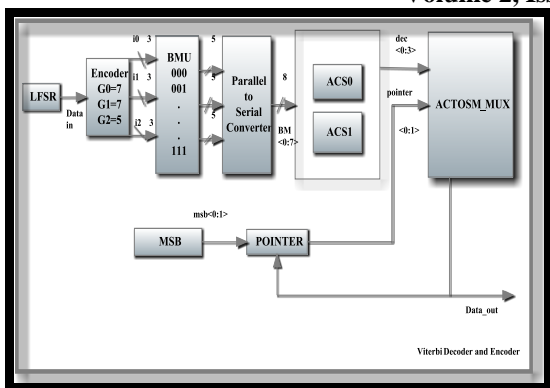 Volume 2, Iss
i0 3
i1 3
i2 3
LFSR
Data
in
Encoder
G0=7
G1=7
G2=5
BMU
000
001
.
.
.
111
5
5
5
Parallel
to
Serial
Converter
8
BM
<0:7>
ACS0
ACS1
dec
<0:3>
pointer
<0:1>
ACTOSM_MUX
msb<0:1>
MSB
POINTER
Data_out
Viterbi Decoder and Encoder